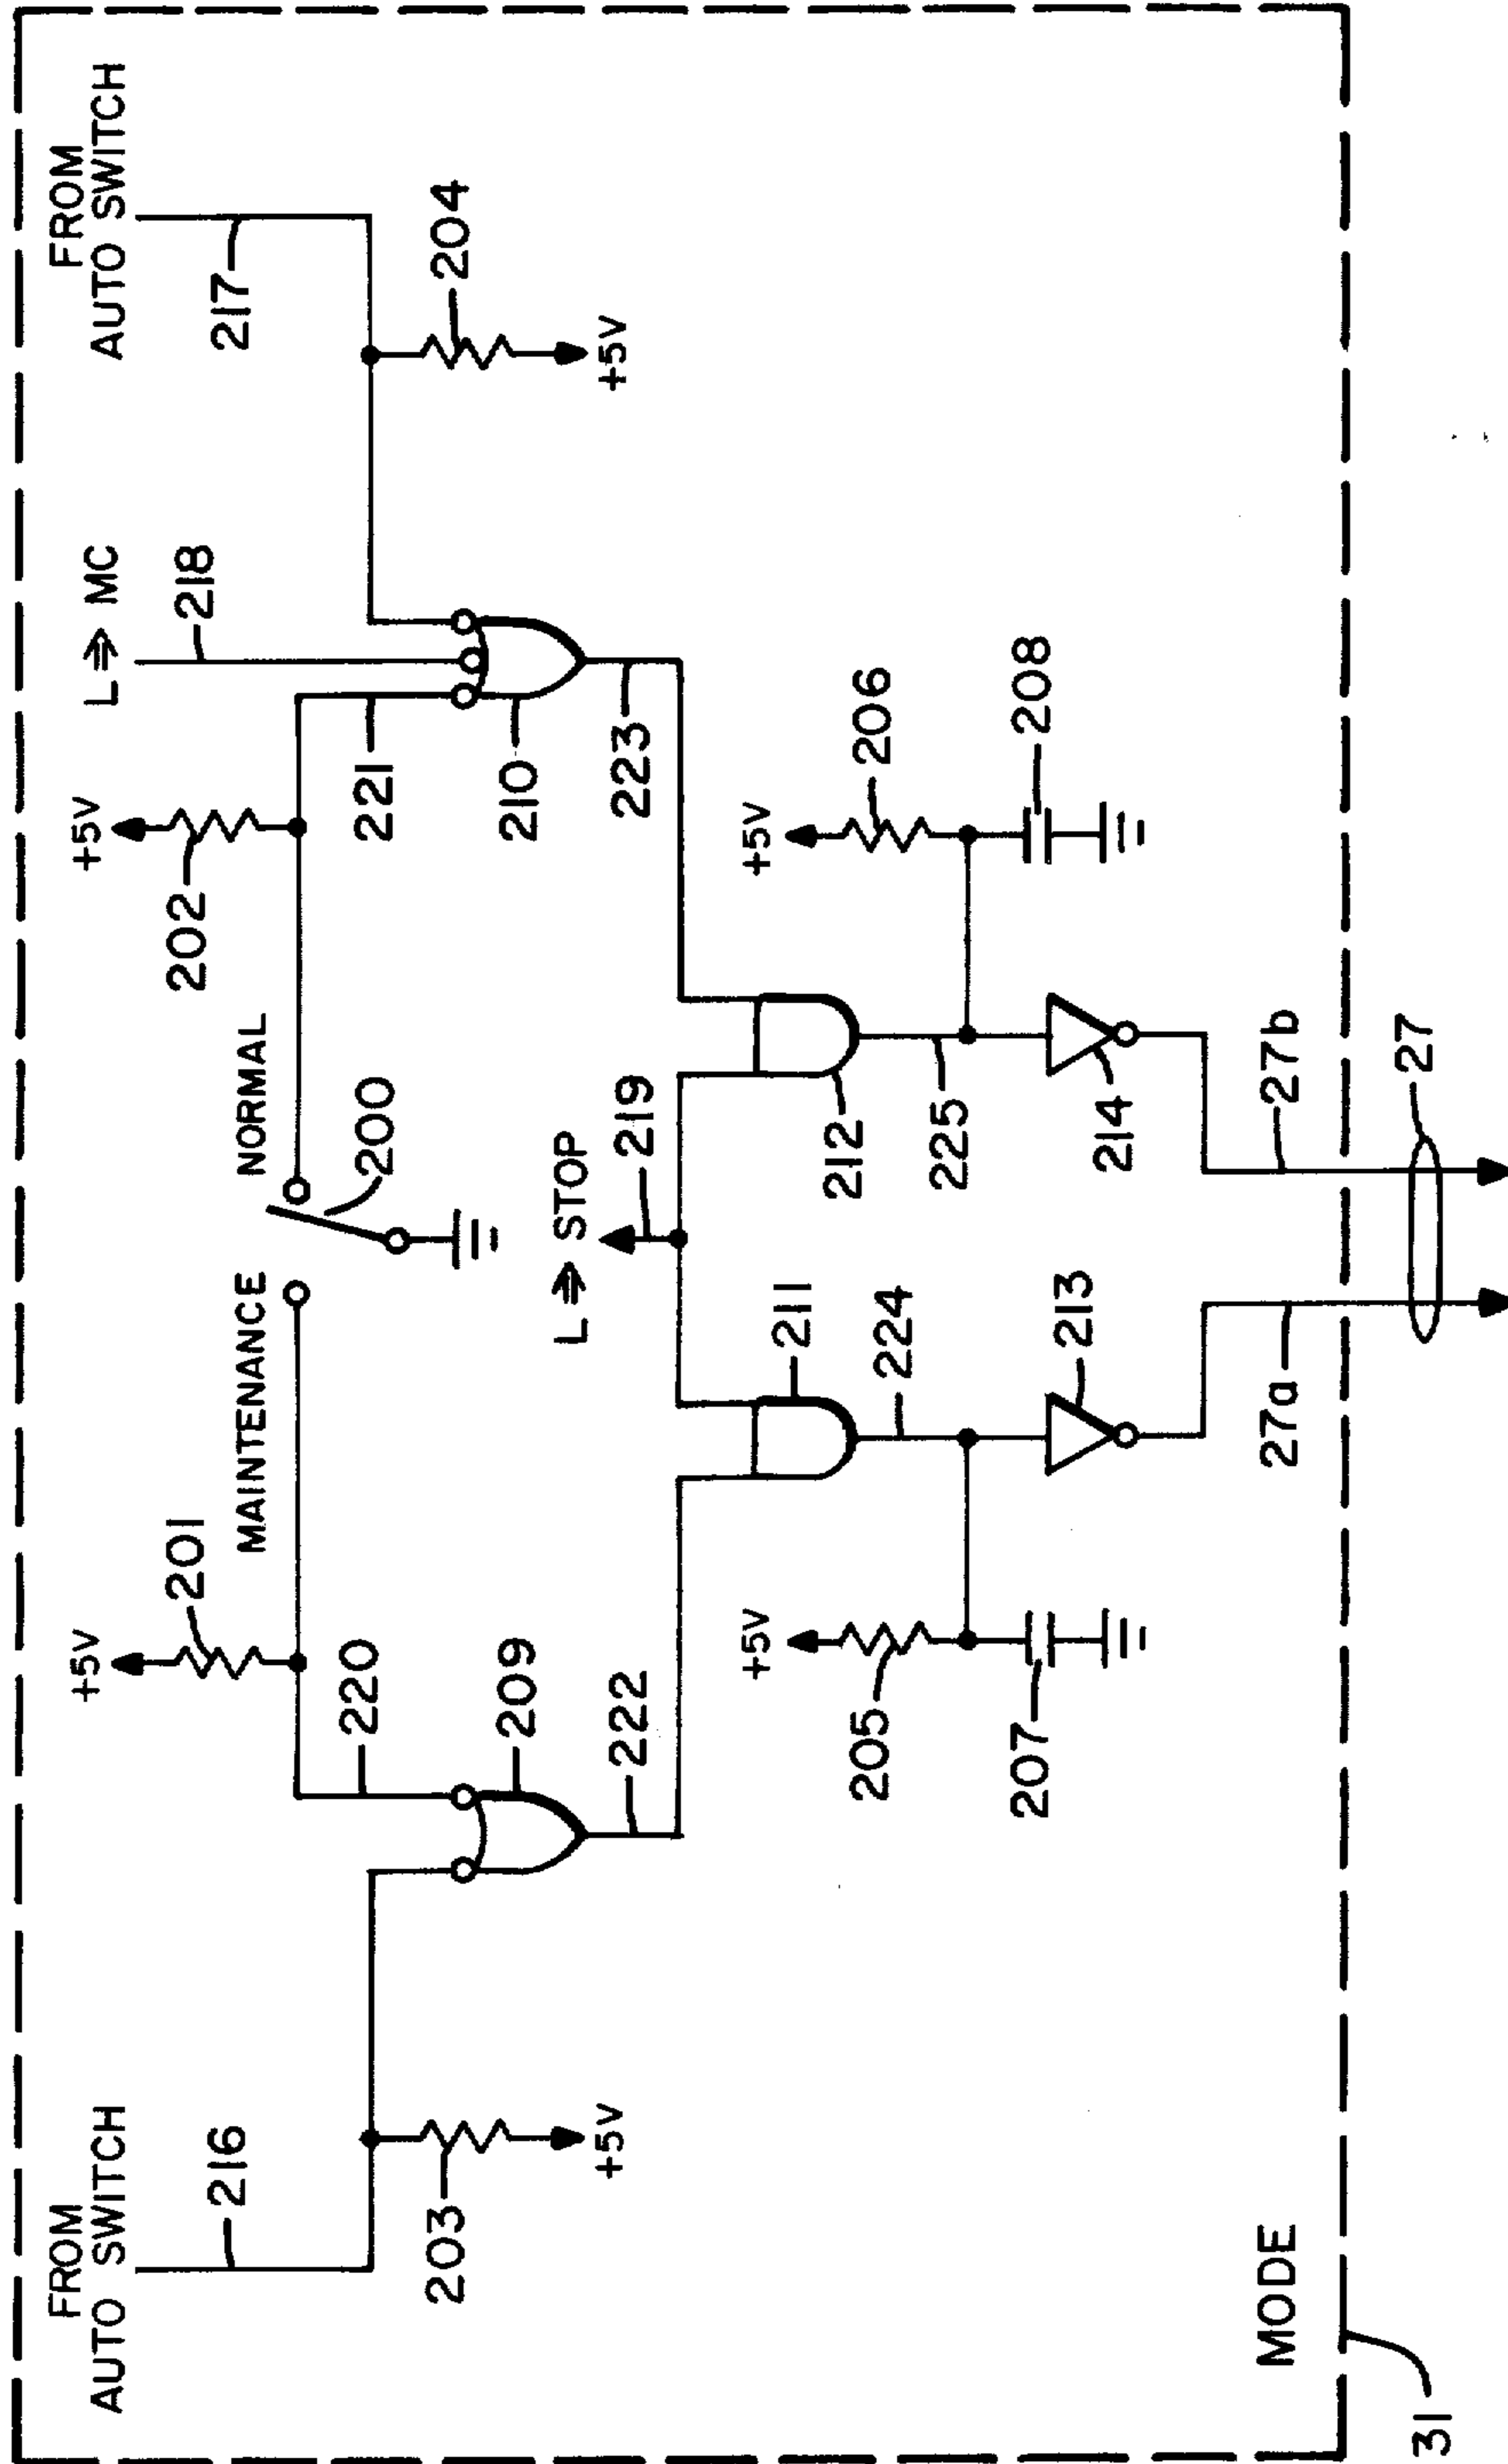 FROM
AUTO SWITCH
216
203
+5V
+5V
201
220
209
222
MAINTENANCE
NORMAL
200
+5V
202
221
210
223
L ⇒ MC
218
FROM
AUTO SWITCH
217
204
+5V
L ⇒ STOP
219
211
224
213
+5V
205
207
212
225
214
+5V
206
208
27a
27b
27
MODE
31